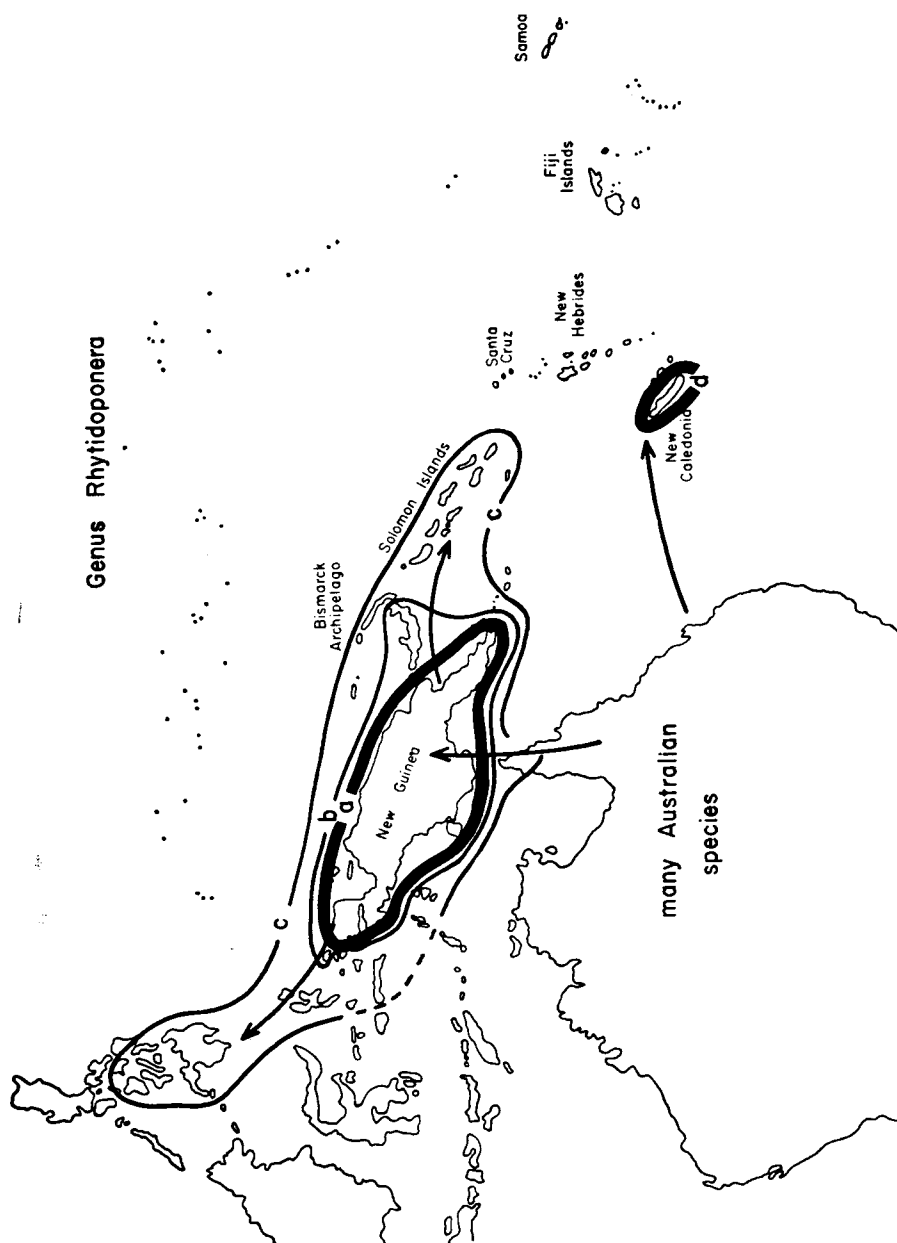 Genus Rhytidoponera
Samoa
Fiji
Islands
New
Hebrides
Santa
Cruz
Solomon Islands
Bismarck
Archipelago
New
Caledonia
d
c
c
b
a
New Guinea
many Australian
species